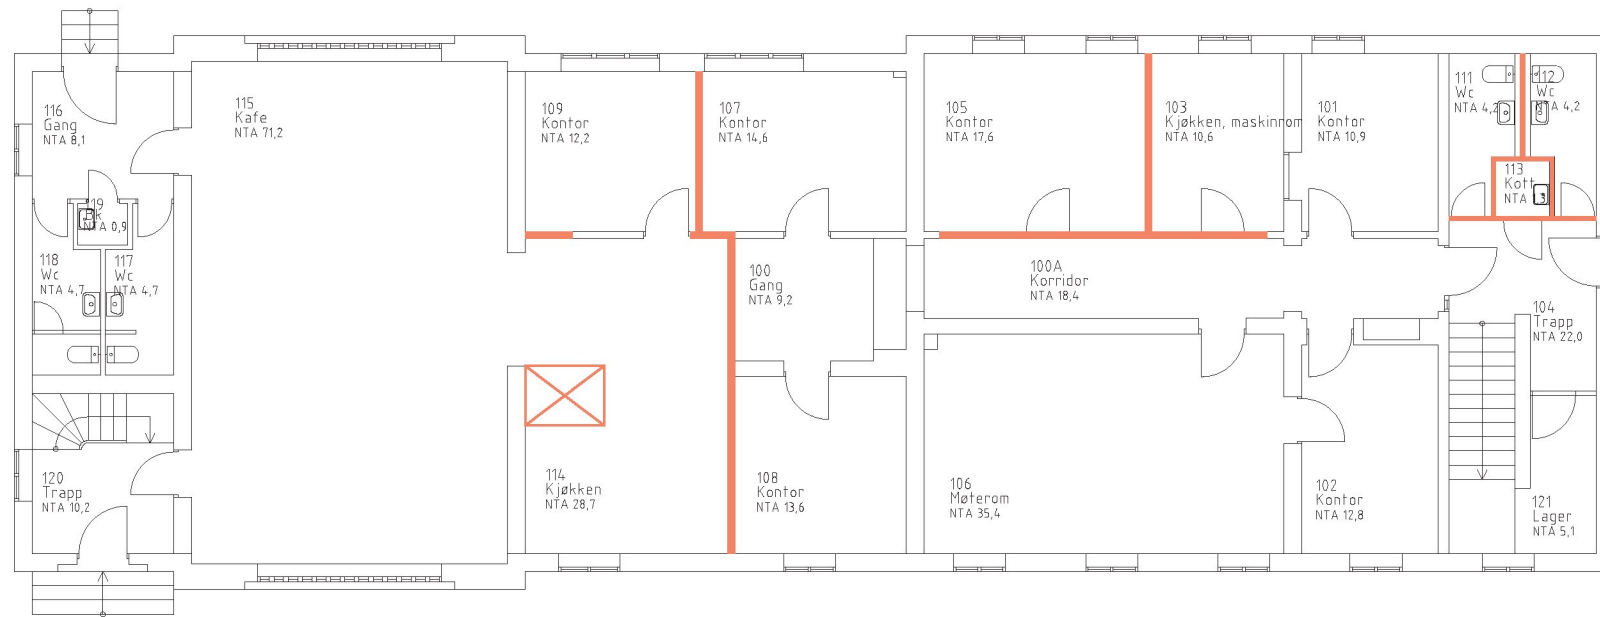 116
Gang
NTA 8,1
115
Kafe
NTA 71,2
109
Kontor
NTA 12,2
107
Kontor
NTA 14,6
105
Kontor
NTA 17,6
103
Kjøkken, maskinrom
NTA 10,6
101
Kontor
NTA 10,9
111
Wc
NTA 4,2
112
Wc
NTA 4,2
113
Kott
NTA
119
NTA 0,9
118
Wc
NTA 4,7
117
Wc
NTA 4,7
100
Gang
NTA 9,2
100A
Korridor
NTA 18,4
104
Trapp
NTA 22,0
120
Trapp
NTA 10,2
114
Kjøkken
NTA 28,7
108
Kontor
NTA 13,6
106
Møterom
NTA 35,4
102
Kontor
NTA 12,8
121
Lager
NTA 5,1